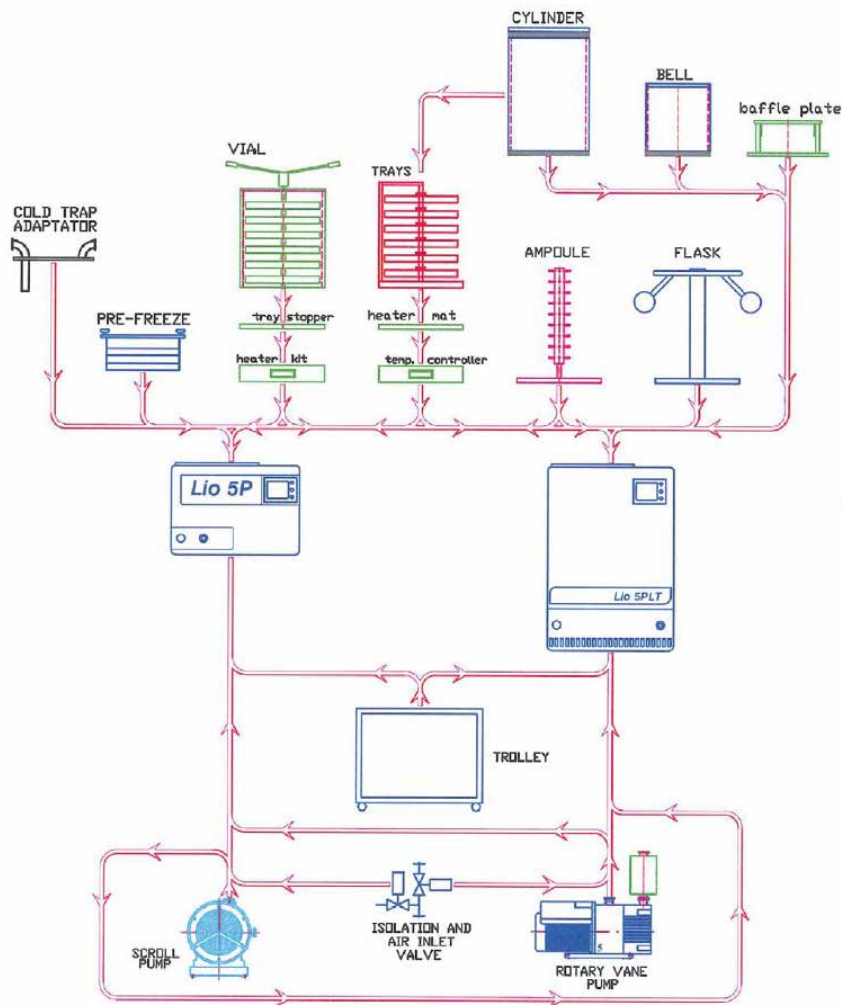 CYLINDER
BELL
baffle plate
VIAL
TRAYS
COLD TRAP
ADAPTATOR
AMPOULE
FLASK
PRE-FREEZE
tray stopper
heater mat
heater kit
temp. controller
Lio 5P
Lio 5PLT
TROLLEY
ISOLATION AND
AIR INLET
VALVE
SCROLL
PUMP
ROTARY VANE
PUMP